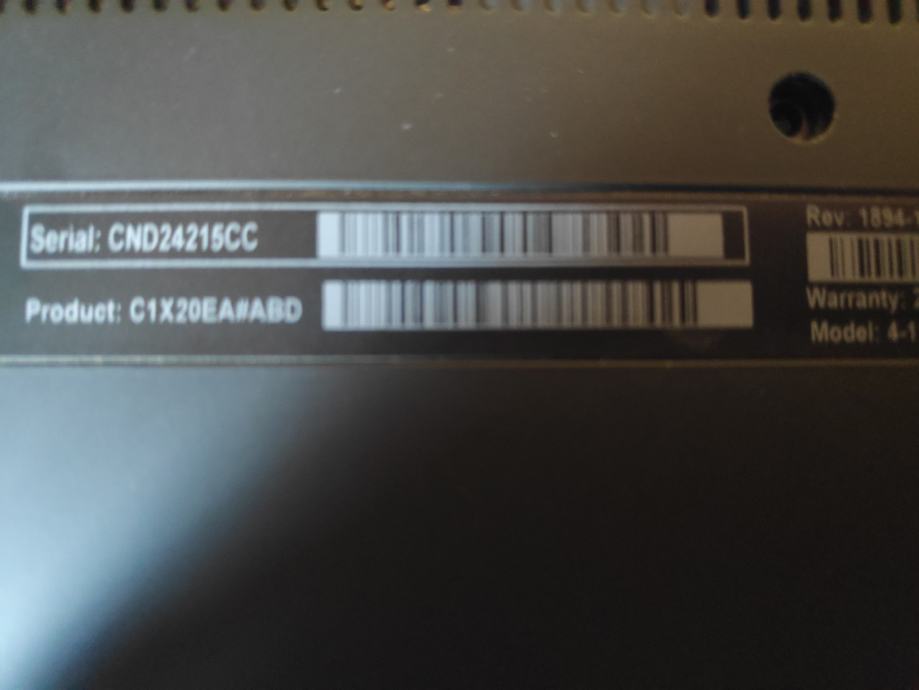 Serial: CND24215CC
Product: C1X20EA#ABD
Rev: 1894-
Warranty:
Model: 4-1